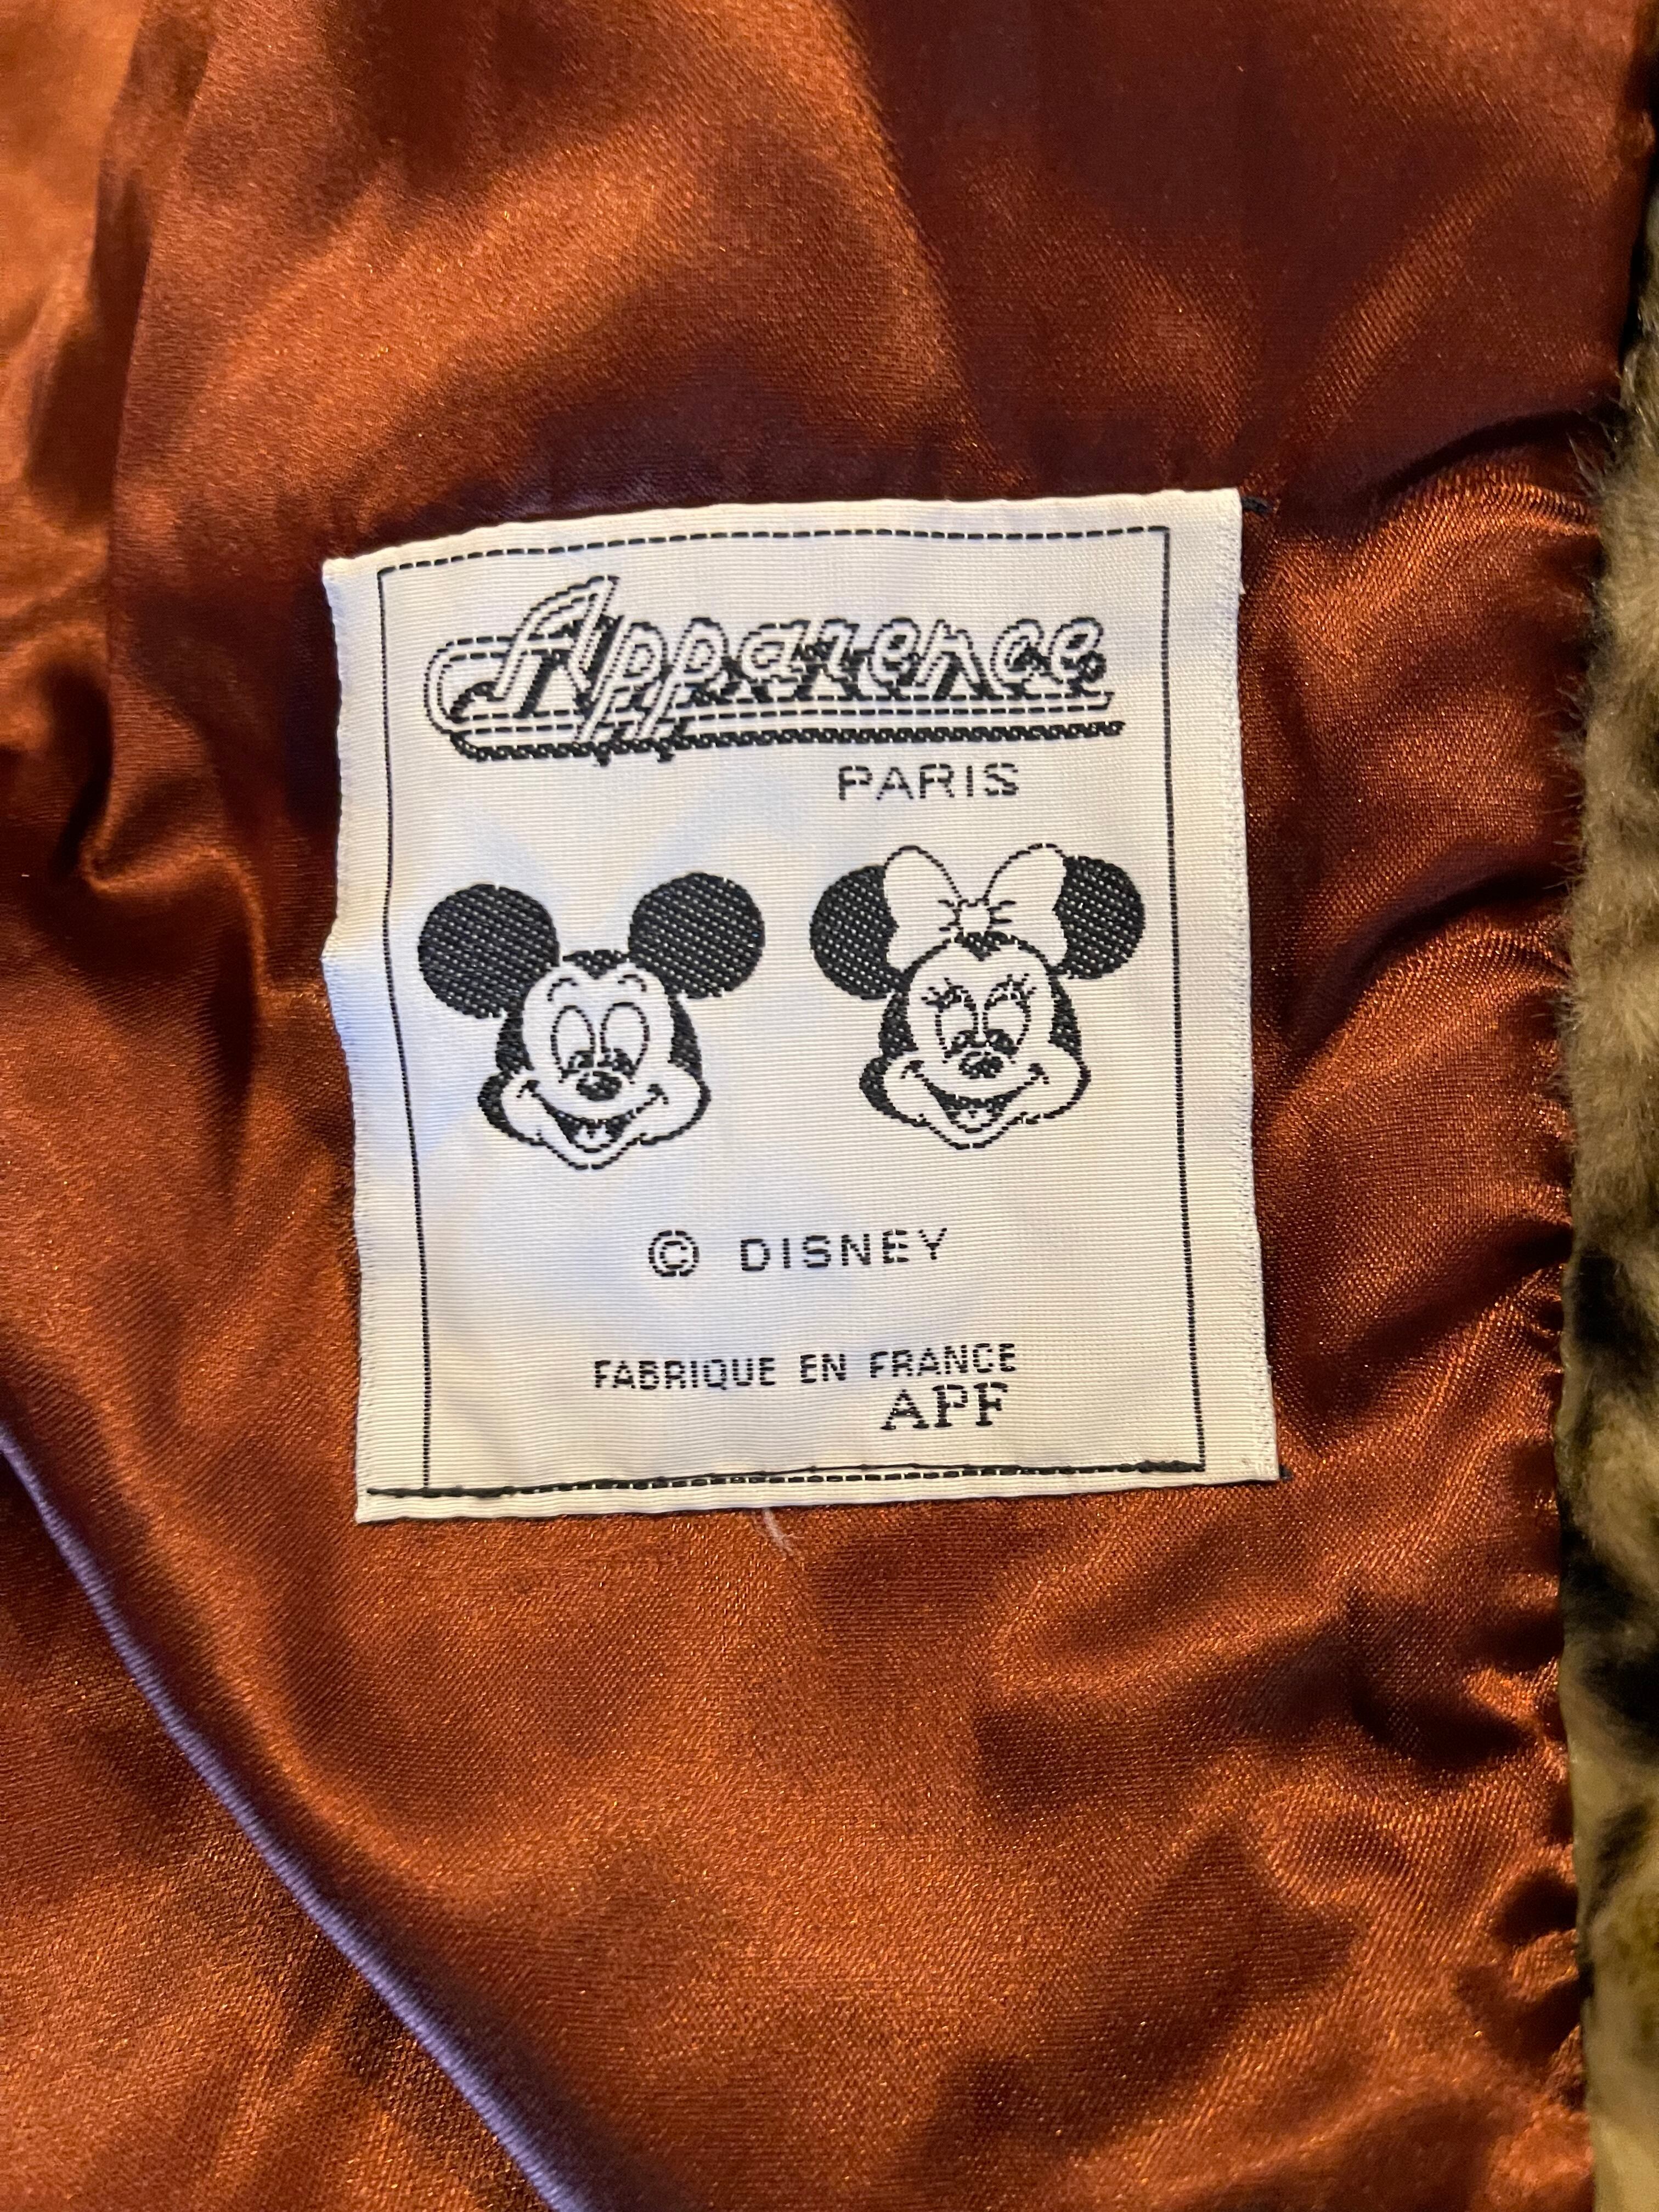 Apparence
PARIS
© DISNEY
FABRIQUE EN FRANCE
APF